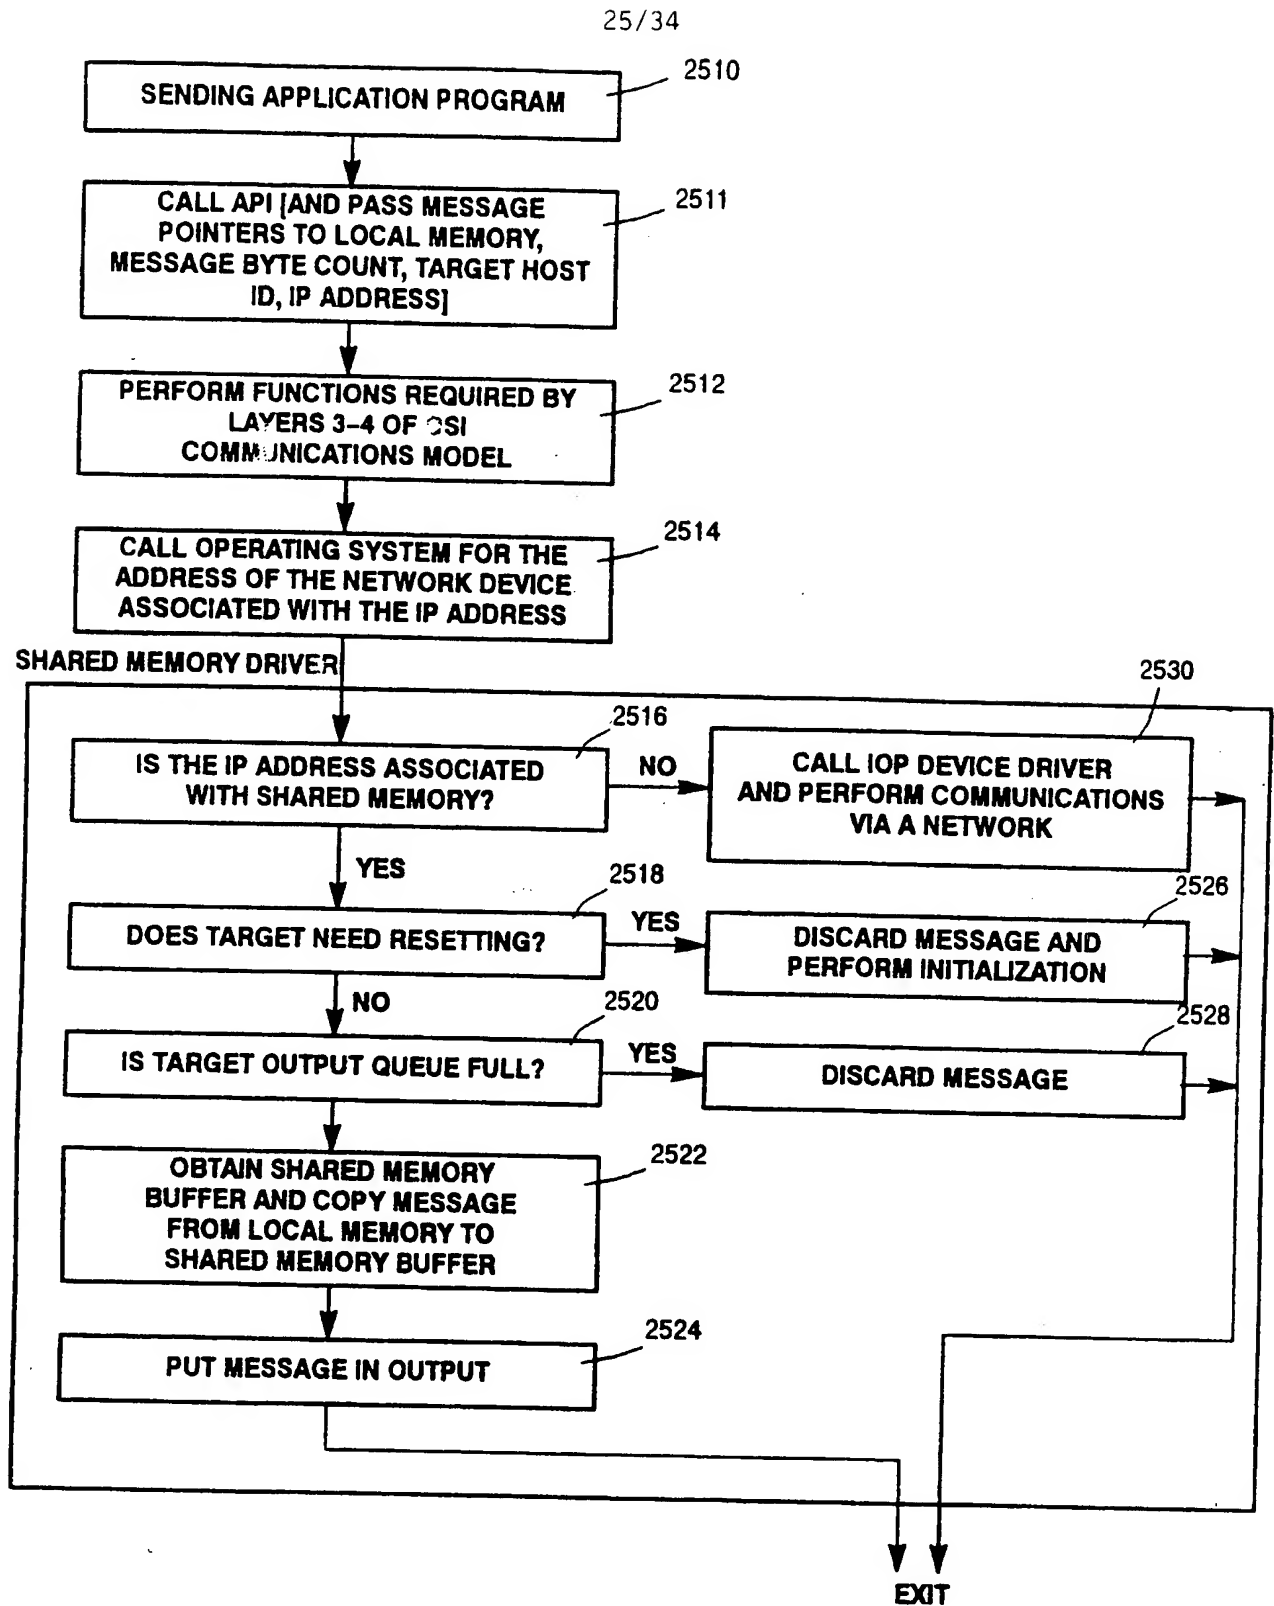 25/34
2510
SENDING APPLICATION PROGRAM
2511
CALL API [AND PASS MESSAGE
POINTERS TO LOCAL MEMORY,
MESSAGE BYTE COUNT, TARGET HOST
ID, IP ADDRESS]
2512
PERFORM FUNCTIONS REQUIRED BY
LAYERS 3-4 OF OSI
COMMUNICATIONS MODEL
2514
CALL OPERATING SYSTEM FOR THE
ADDRESS OF THE NETWORK DEVICE
ASSOCIATED WITH THE IP ADDRESS
SHARED MEMORY DRIVER
2516
IS THE IP ADDRESS ASSOCIATED
WITH SHARED MEMORY?
NO
2530
CALL IOP DEVICE DRIVER
AND PERFORM COMMUNICATIONS
VIA A NETWORK
YES
2518
DOES TARGET NEED RESETTING?
YES
2526
DISCARD MESSAGE AND
PERFORM INITIALIZATION
NO
2520
IS TARGET OUTPUT QUEUE FULL?
YES
2528
DISCARD MESSAGE
2522
OBTAIN SHARED MEMORY
BUFFER AND COPY MESSAGE
FROM LOCAL MEMORY TO
SHARED MEMORY BUFFER
2524
PUT MESSAGE IN OUTPUT
EXIT